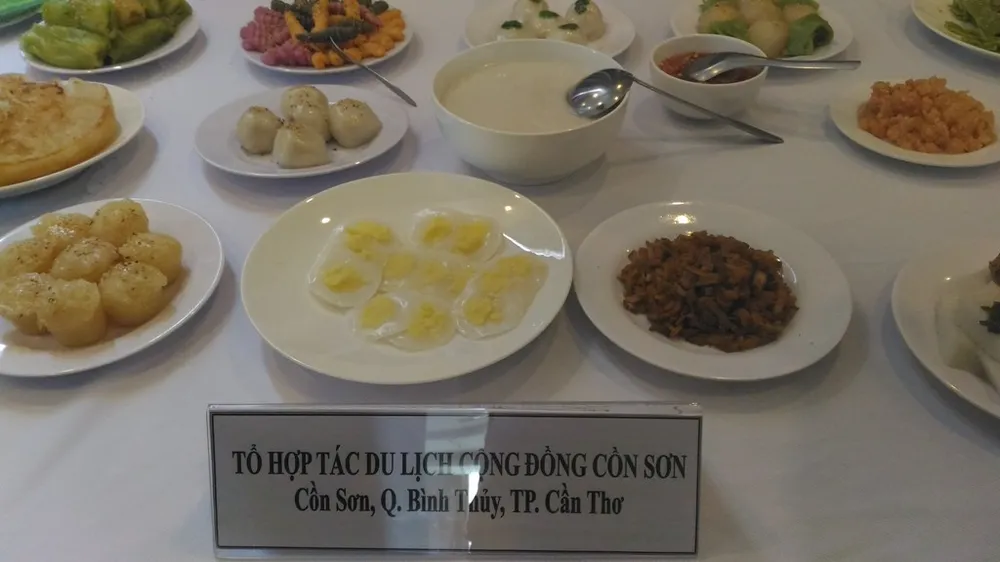 TỔ HỢP TÁC DU LỊCH CỘNG ĐỒNG CỒN SƠN
Cồn Sơn, Q. Bình Thủy, TP. Cần Thơ